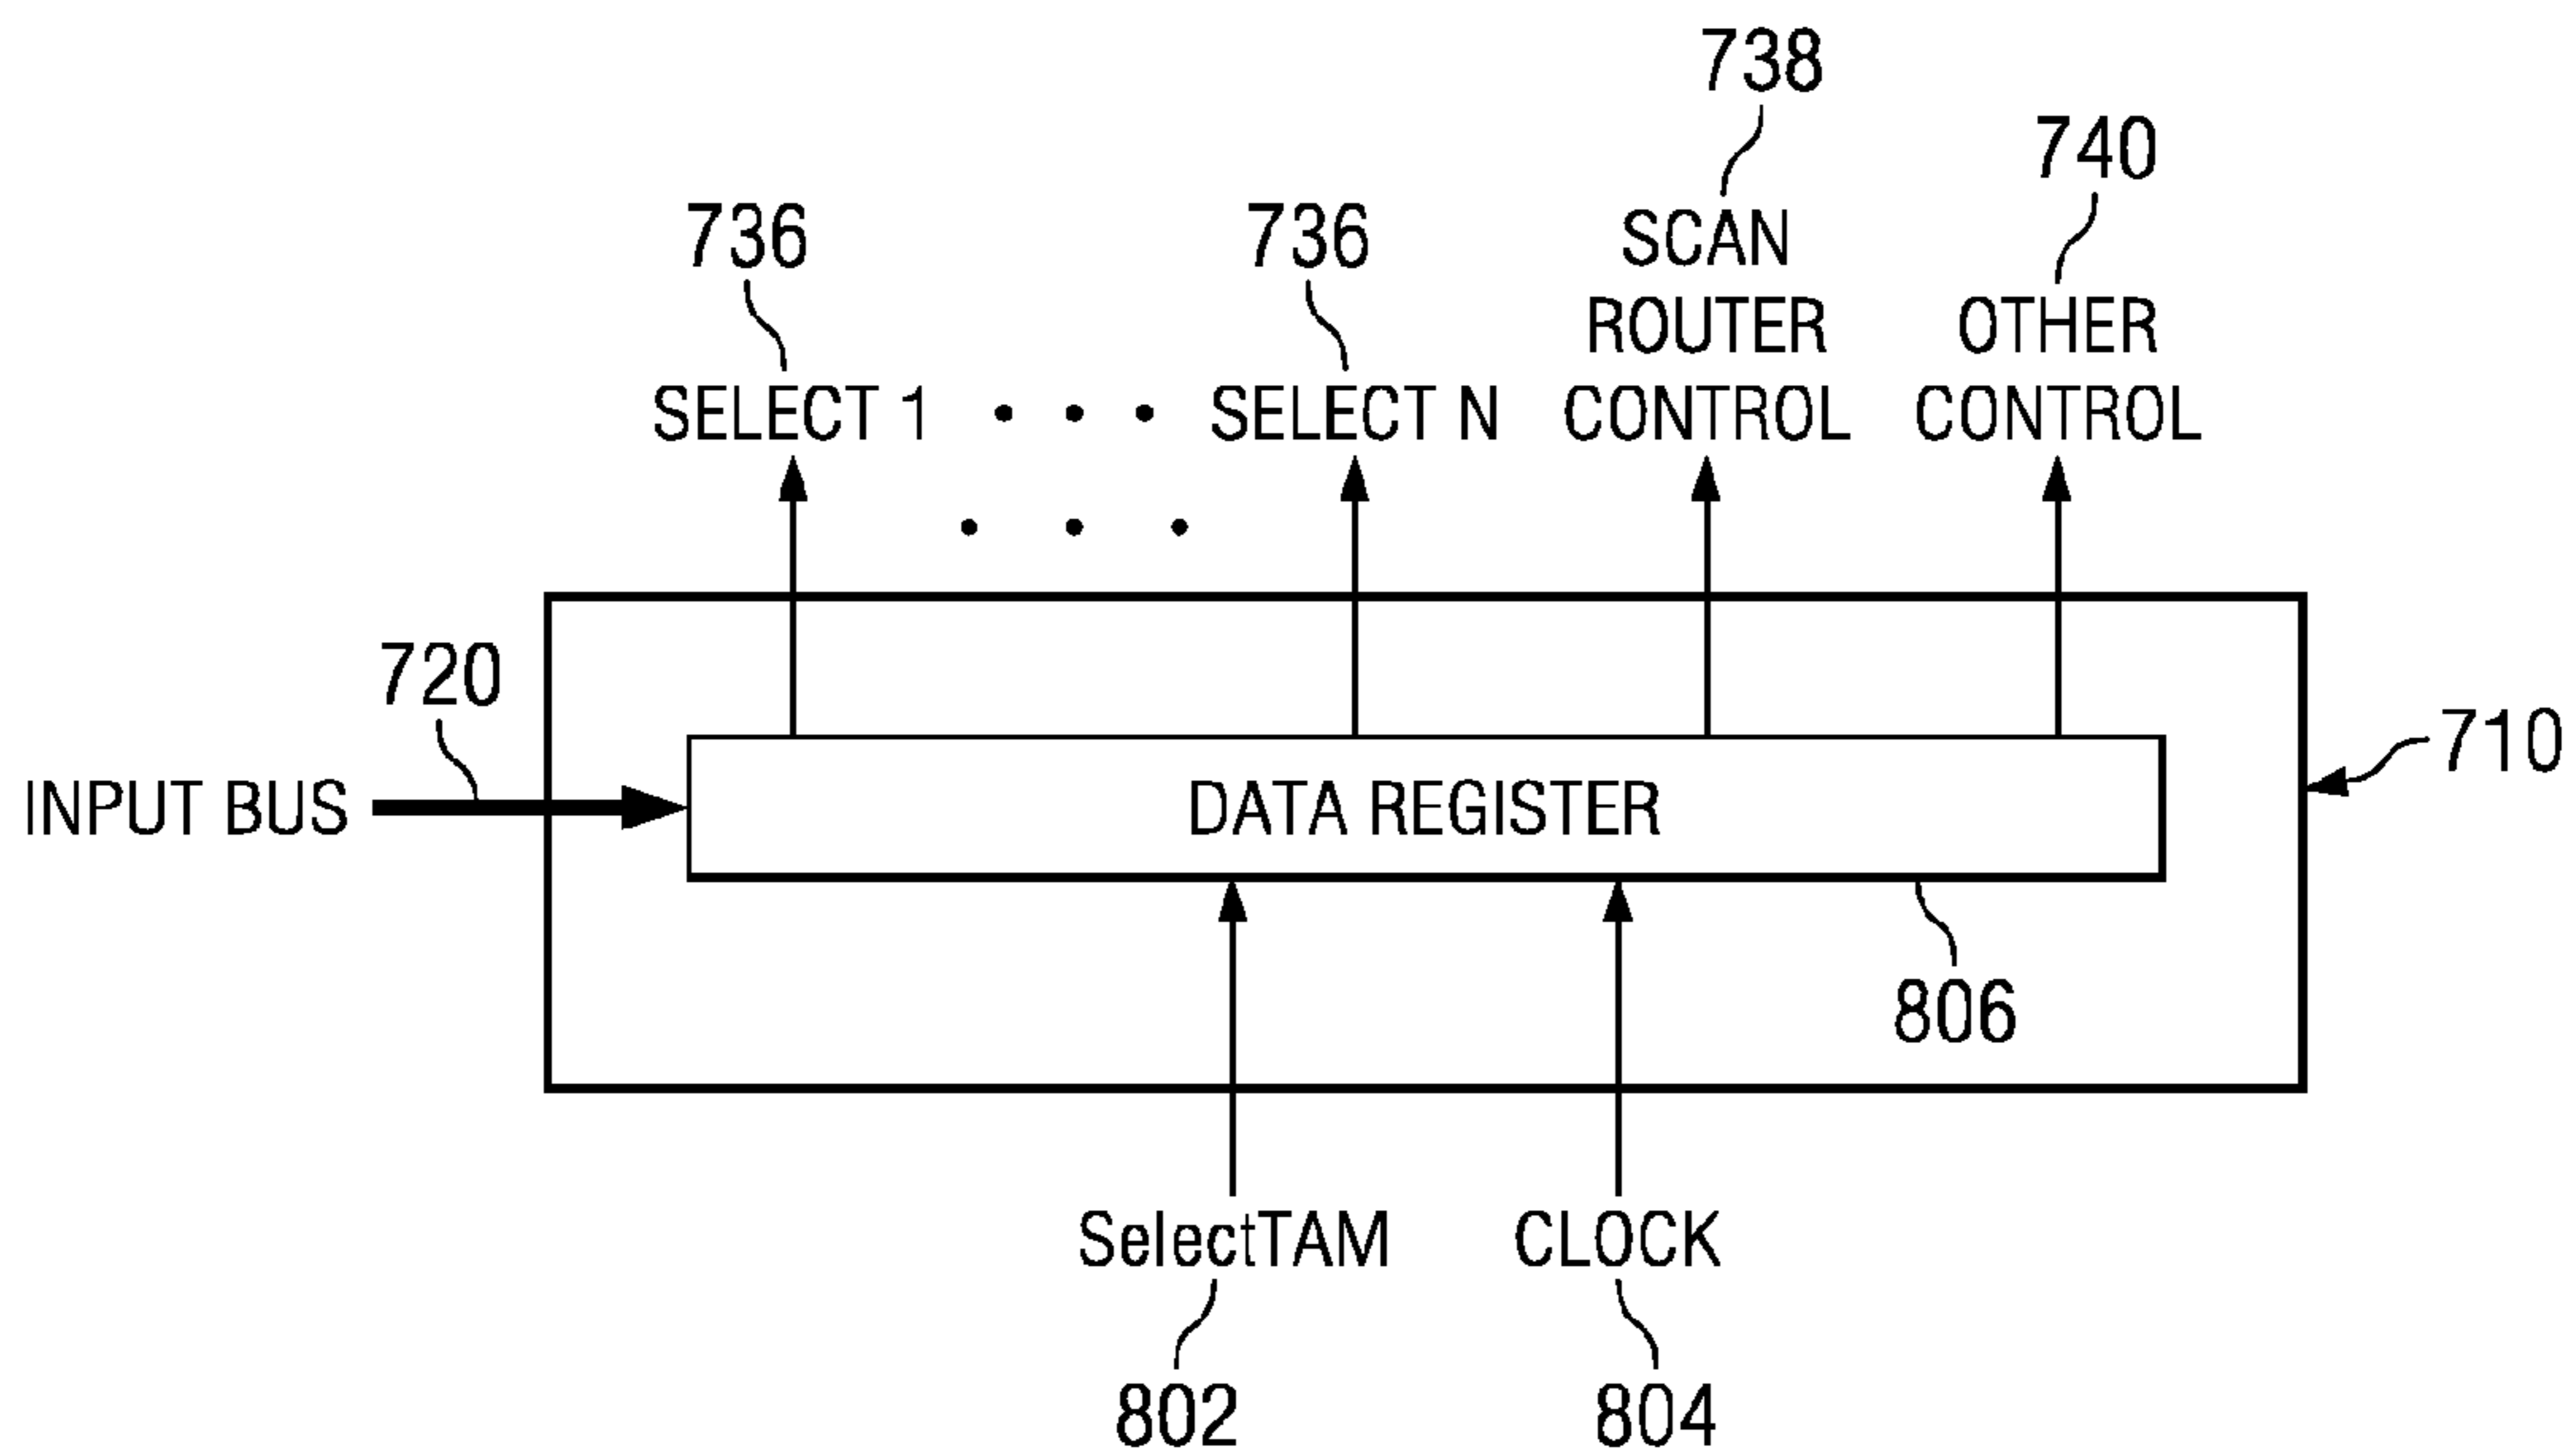 738
740
736
736
SCAN
ROUTER
OTHER
SELECT 1 • • • SELECT N
CONTROL
CONTROL
• • •
720
710
INPUT BUS
DATA REGISTER
806
SelectTAM
CLOCK
802
804